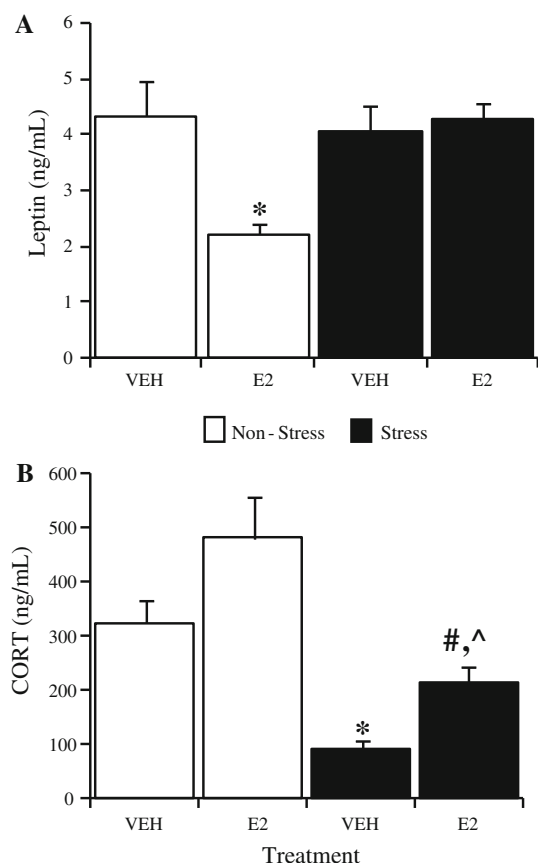 A
Leptin (ng/mL)
6
5
4
3
2
1
0
*
VEH E2 VEH E2
Non-Stress Stress
B
CORT (ng/mL)
600
500
400
300
200
100
0
*
#,^
VEH E2 VEH E2
Treatment